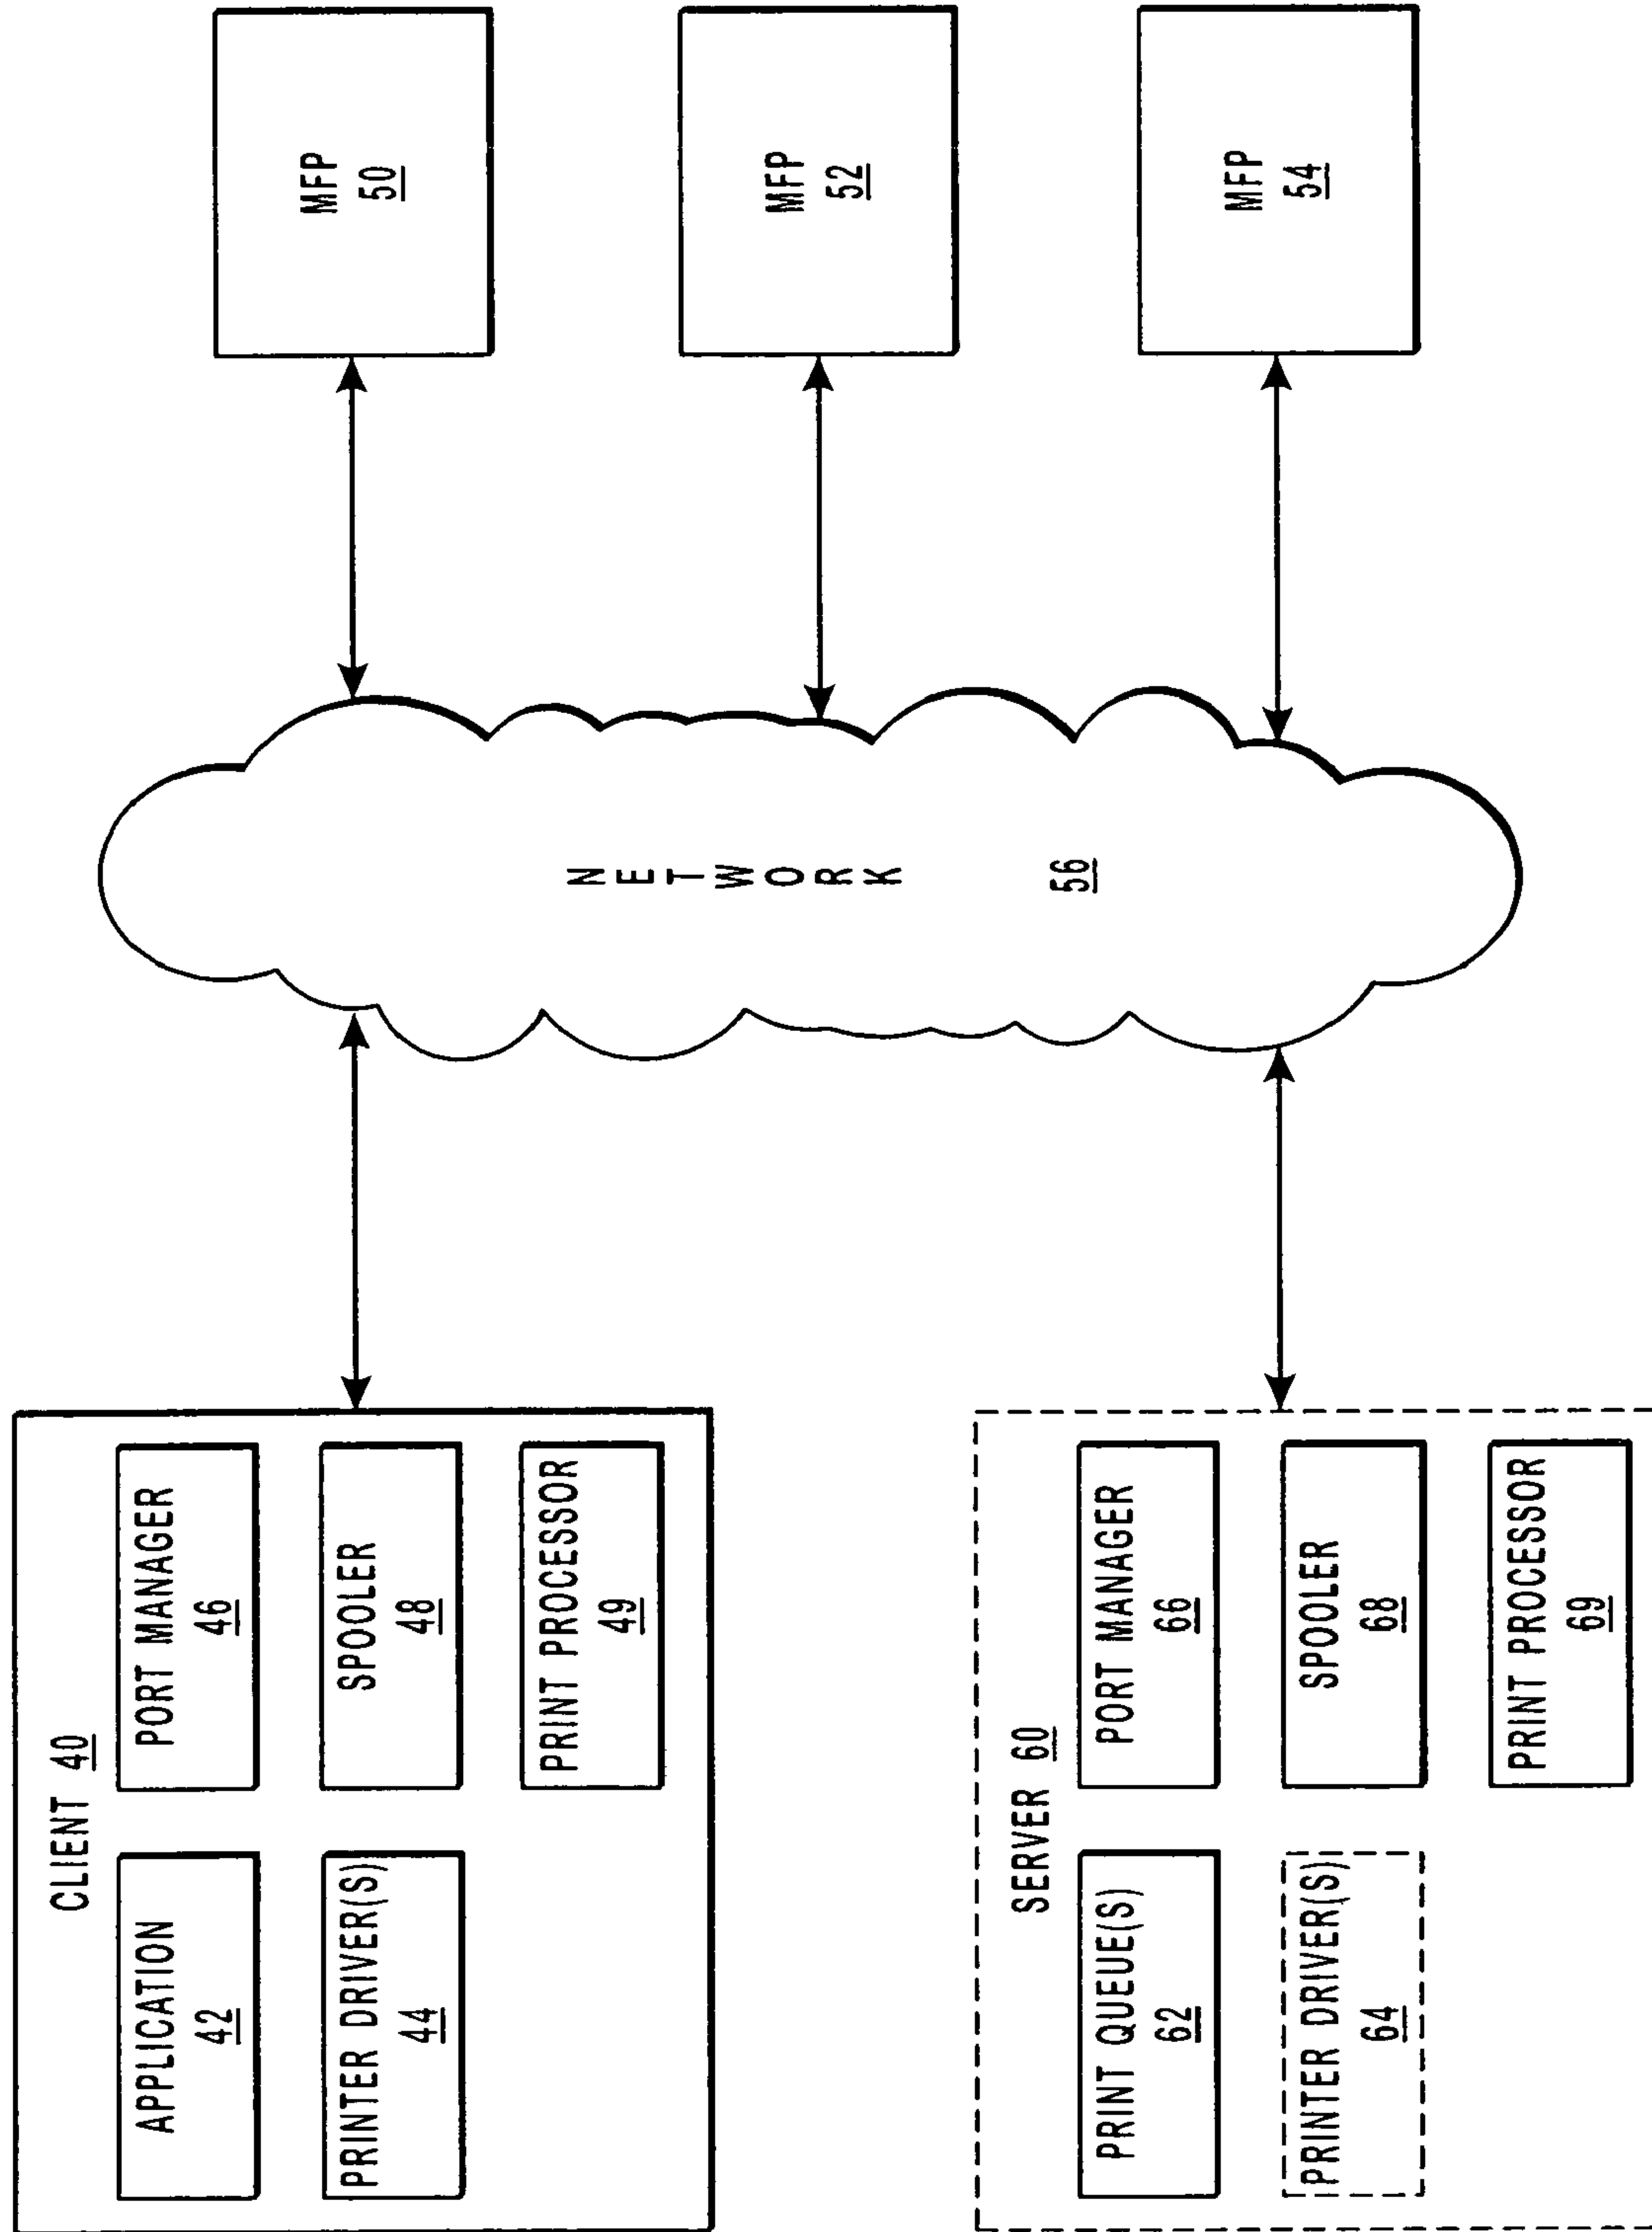 CLIENT 40
APPLICATION
42
PORT MANAGER
46
PRINTER DRIVER(S)
44
SPOOLER
48
PRINT PROCESSOR
49
SERVER 60
PRINT QUEUE(S)
62
PORT MANAGER
66
PRINTER DRIVER(S)
64
SPOOLER
68
PRINT PROCESSOR
69
NETWORK
56
MFP
50
MFP
52
MFP
54